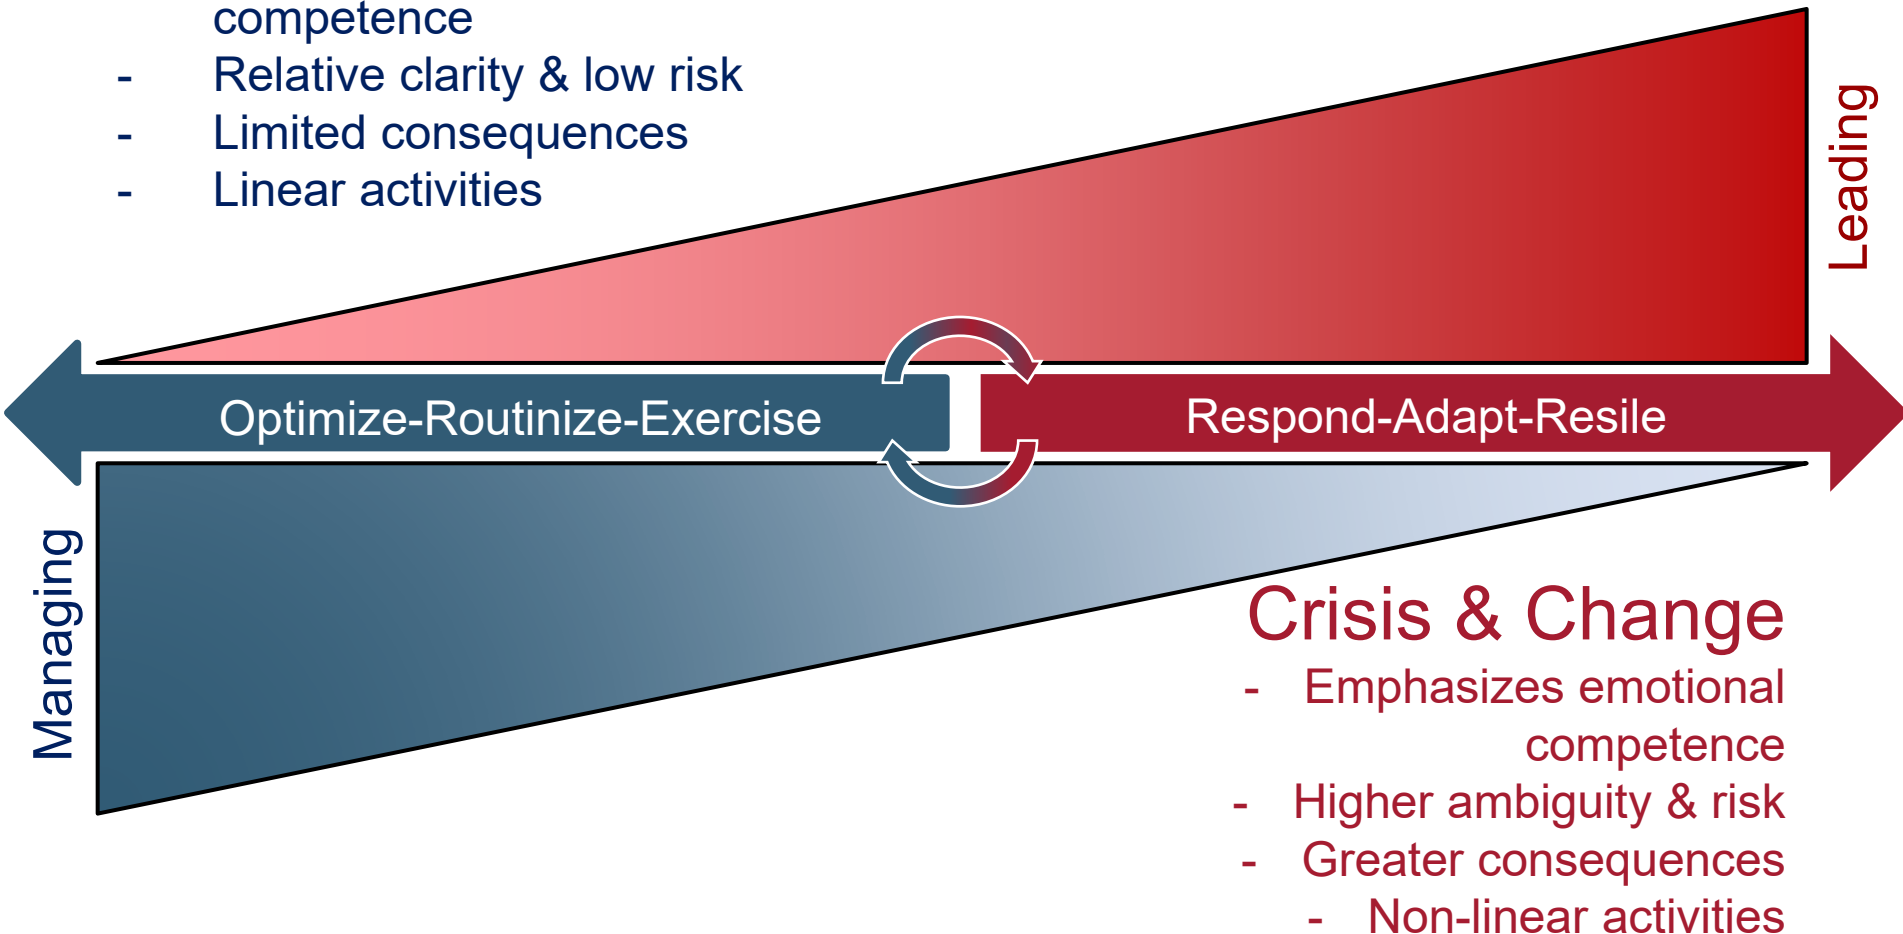 competence
- Relative clarity & low risk
- Limited consequences
- Linear activities
Leading
Optimize-Routinize-Exercise
Respond-Adapt-Resile
Managing
Crisis & Change
- Emphasizes emotional
competence
- Higher ambiguity & risk
- Greater consequences
- Non-linear activities